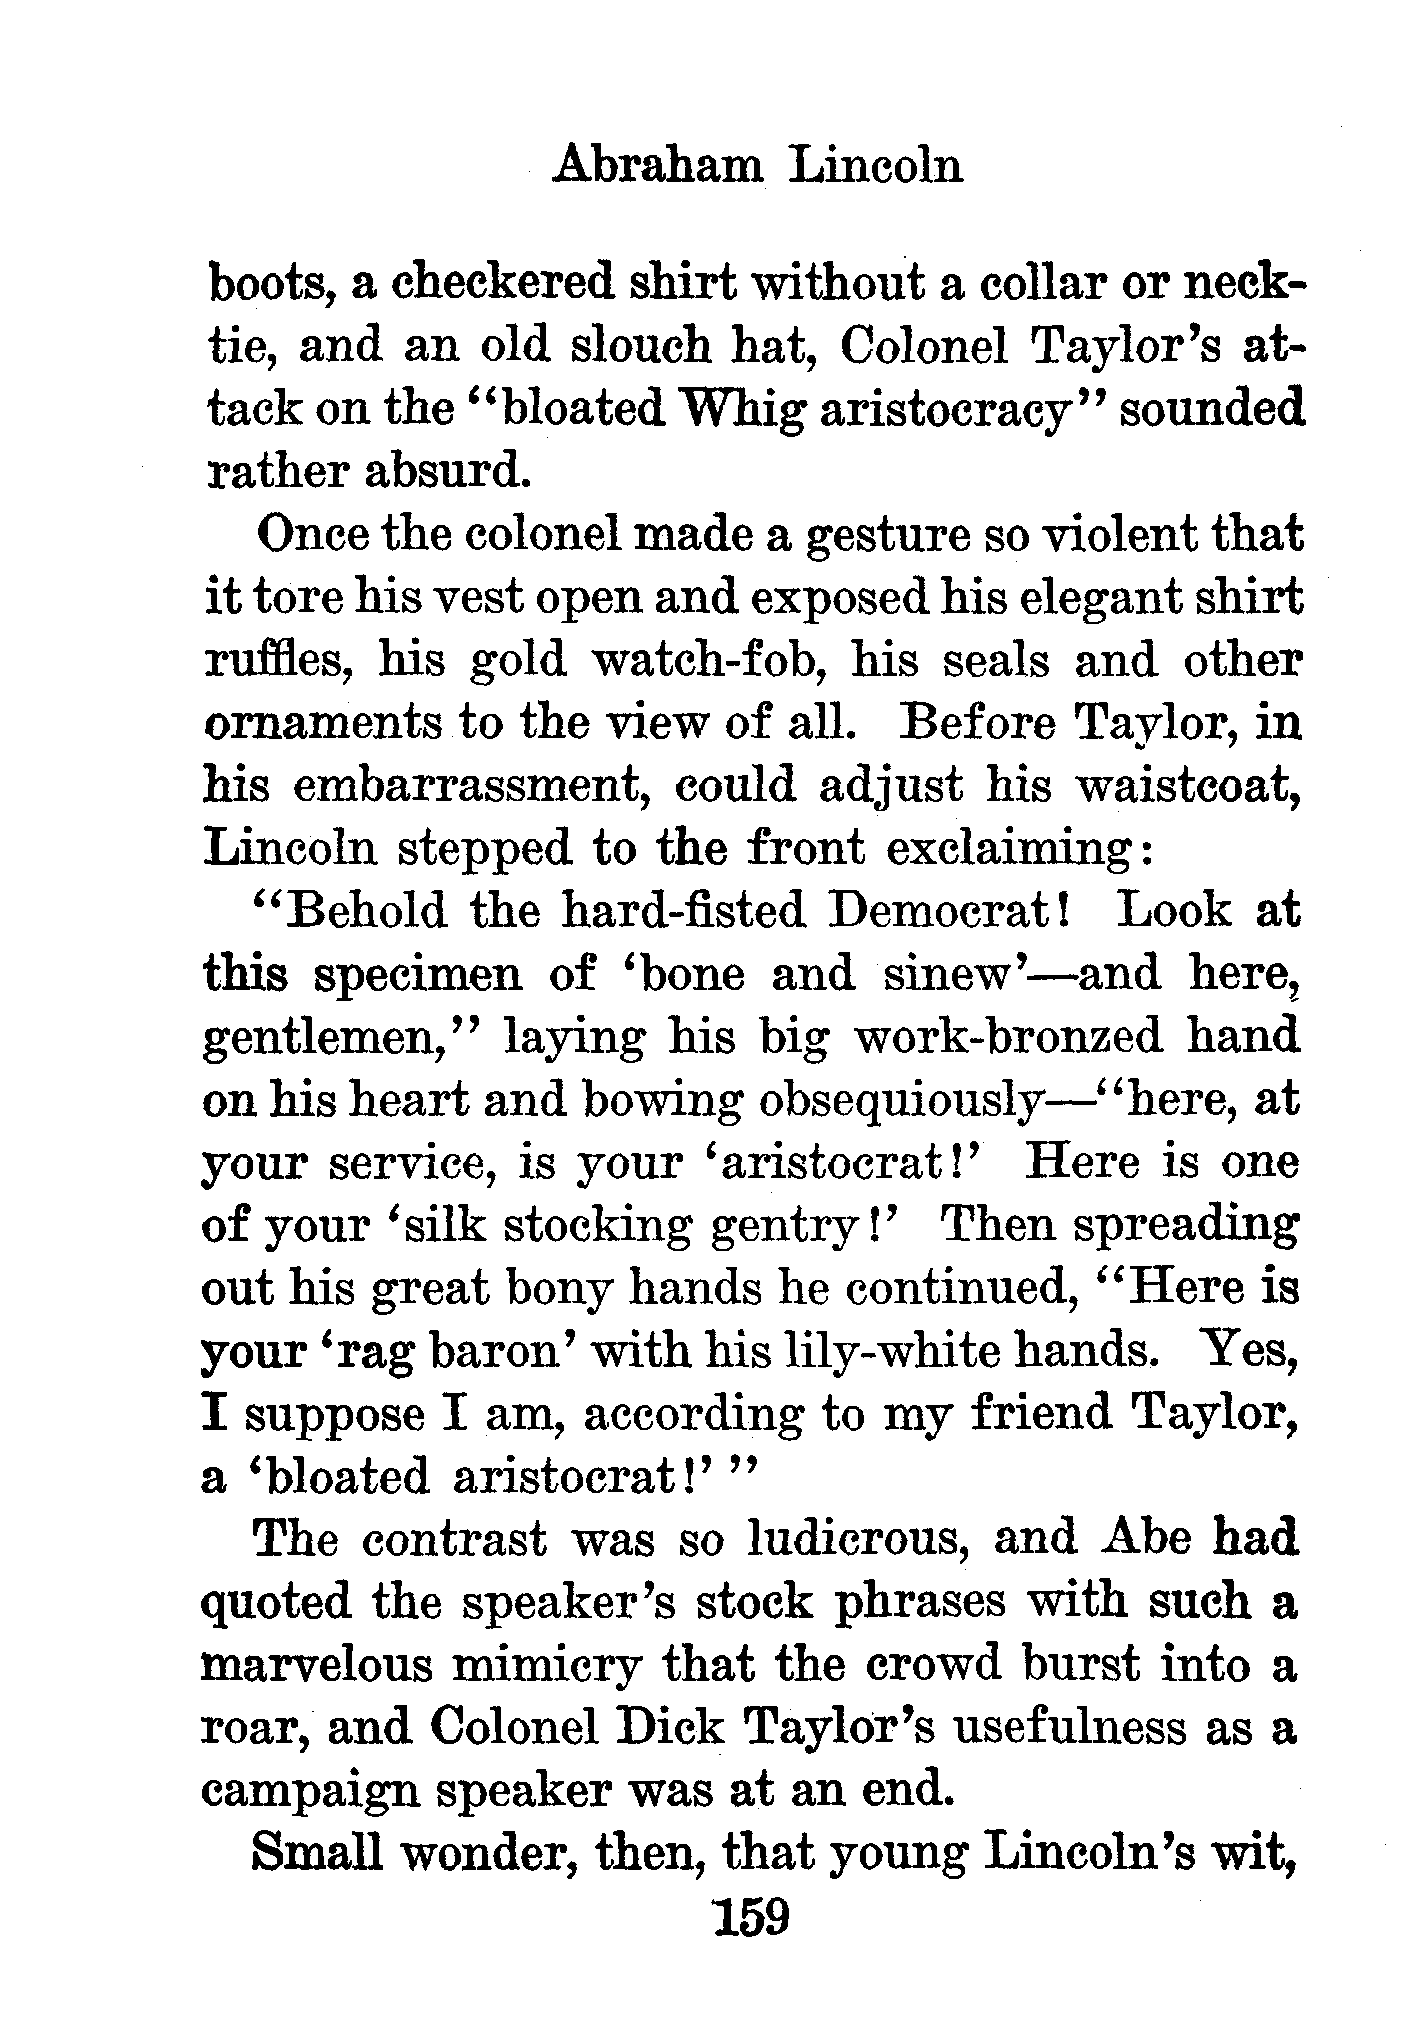 Abraham Lincoln
boots, a checkered shirt without a collar or neck-
tie, and an old slouch hat, Colonel Taylor's at-
tack on the "bloated Whig aristocracy" sounded
rather absurd.
Once the colonel made a gesture so violent that
it tore his vest open and exposed his elegant shirt
ruffles, his gold watch-fob, his seals and other
ornaments to the view of all. Before Taylor, in
his embarrassment, could adjust his waistcoat,
Lincoln stepped to the front exclaiming:
"Behold the hard-fisted Democrat! Look at
this specimen of 'bone and sinew'—and here,
gentlemen," laying his big work-bronzed hand
on his heart and bowing obsequiously—"here, at
your service, is your 'aristocrat!' Here is one
of your 'silk stocking gentry!' Then spreading
out his great bony hands he continued, "Here is
your 'rag baron' with his lily-white hands. Yes,
I suppose I am, according to my friend Taylor,
a 'bloated aristocrat!' "
The contrast was so ludicrous, and Abe had
quoted the speaker's stock phrases with such a
marvelous mimicry that the crowd burst into a
roar, and Colonel Dick Taylor's usefulness as a
campaign speaker was at an end.
Small wonder, then, that young Lincoln's wit,
159